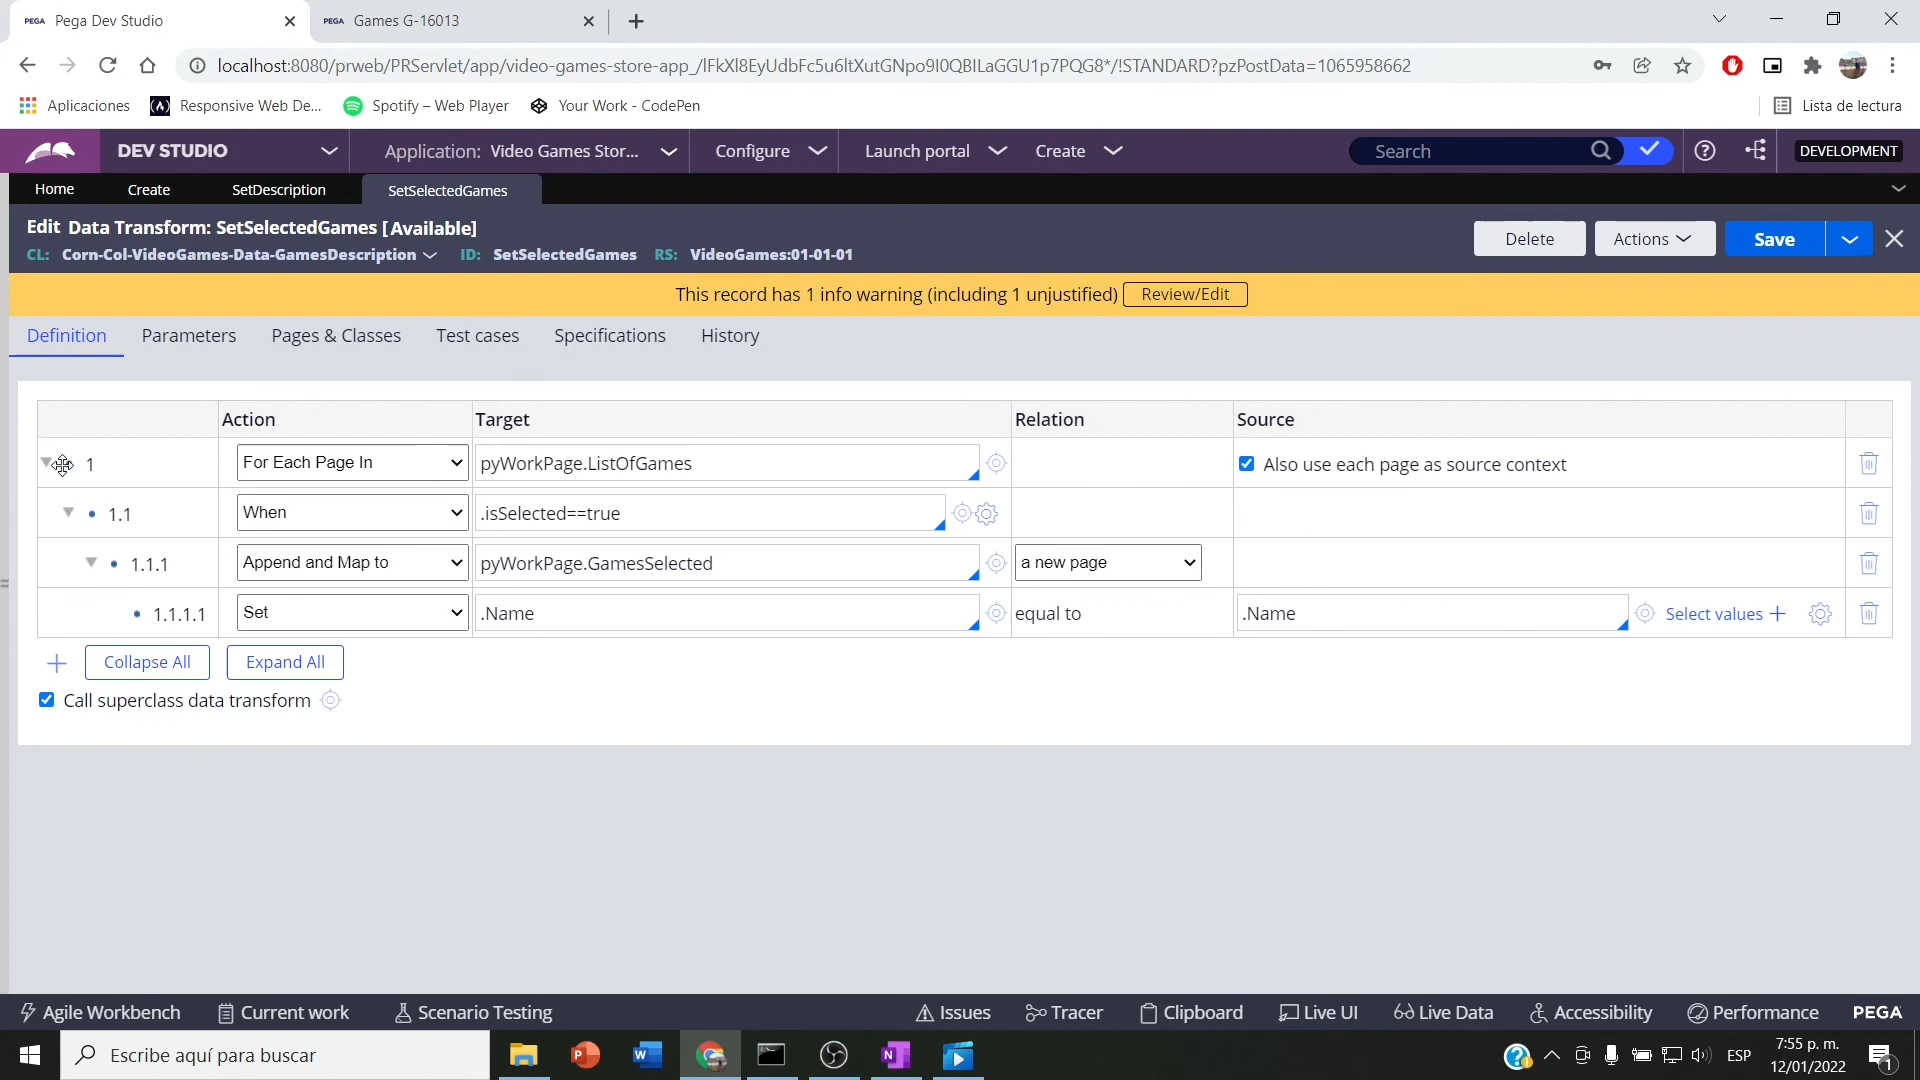 PEGA Pega Dev Studio
PEGA Games G-16013
localhost:8080/prweb/PRServlet/app/video-games-store-app_/lFkXl8EyUdbFc5u6ltXutGNpo9I0QBILaGGU1p7PQG8*/!STANDARD?pzPostData=1065958662
Aplicaciones
Responsive Web De...
Spotify – Web Player
Your Work - CodePen
Lista de lectura
DEV STUDIO
Application: Video Games Stor...
Configure
Launch portal
Create
Search
DEVELOPMENT
Home
Create
SetDescription
SetSelectedGames
Edit Data Transform: SetSelectedGames [Available]
CL: Corn-Col-VideoGames-Data-GamesDescription ID: SetSelectedGames RS: VideoGames:01-01-01
Delete
Actions
Save
This record has 1 info warning (including 1 unjustified) Review/Edit
Definition
Parameters
Pages & Classes
Test cases
Specifications
History
Action Target Relation Source
1 For Each Page In pyWorkPage.ListOfGames Also use each page as source context
1.1 When .isSelected==true
1.1.1 Append and Map to pyWorkPage.GamesSelected a new page
1.1.1.1 Set .Name equal to .Name Select values
Collapse All
Expand All
Call superclass data transform
Agile Workbench
Current work
Scenario Testing
Issues
Tracer
Clipboard
Live UI
Live Data
Accessibility
Performance
PEGA
Escribe aquí para buscar
ESP
7:55 p. m.
12/01/2022
1